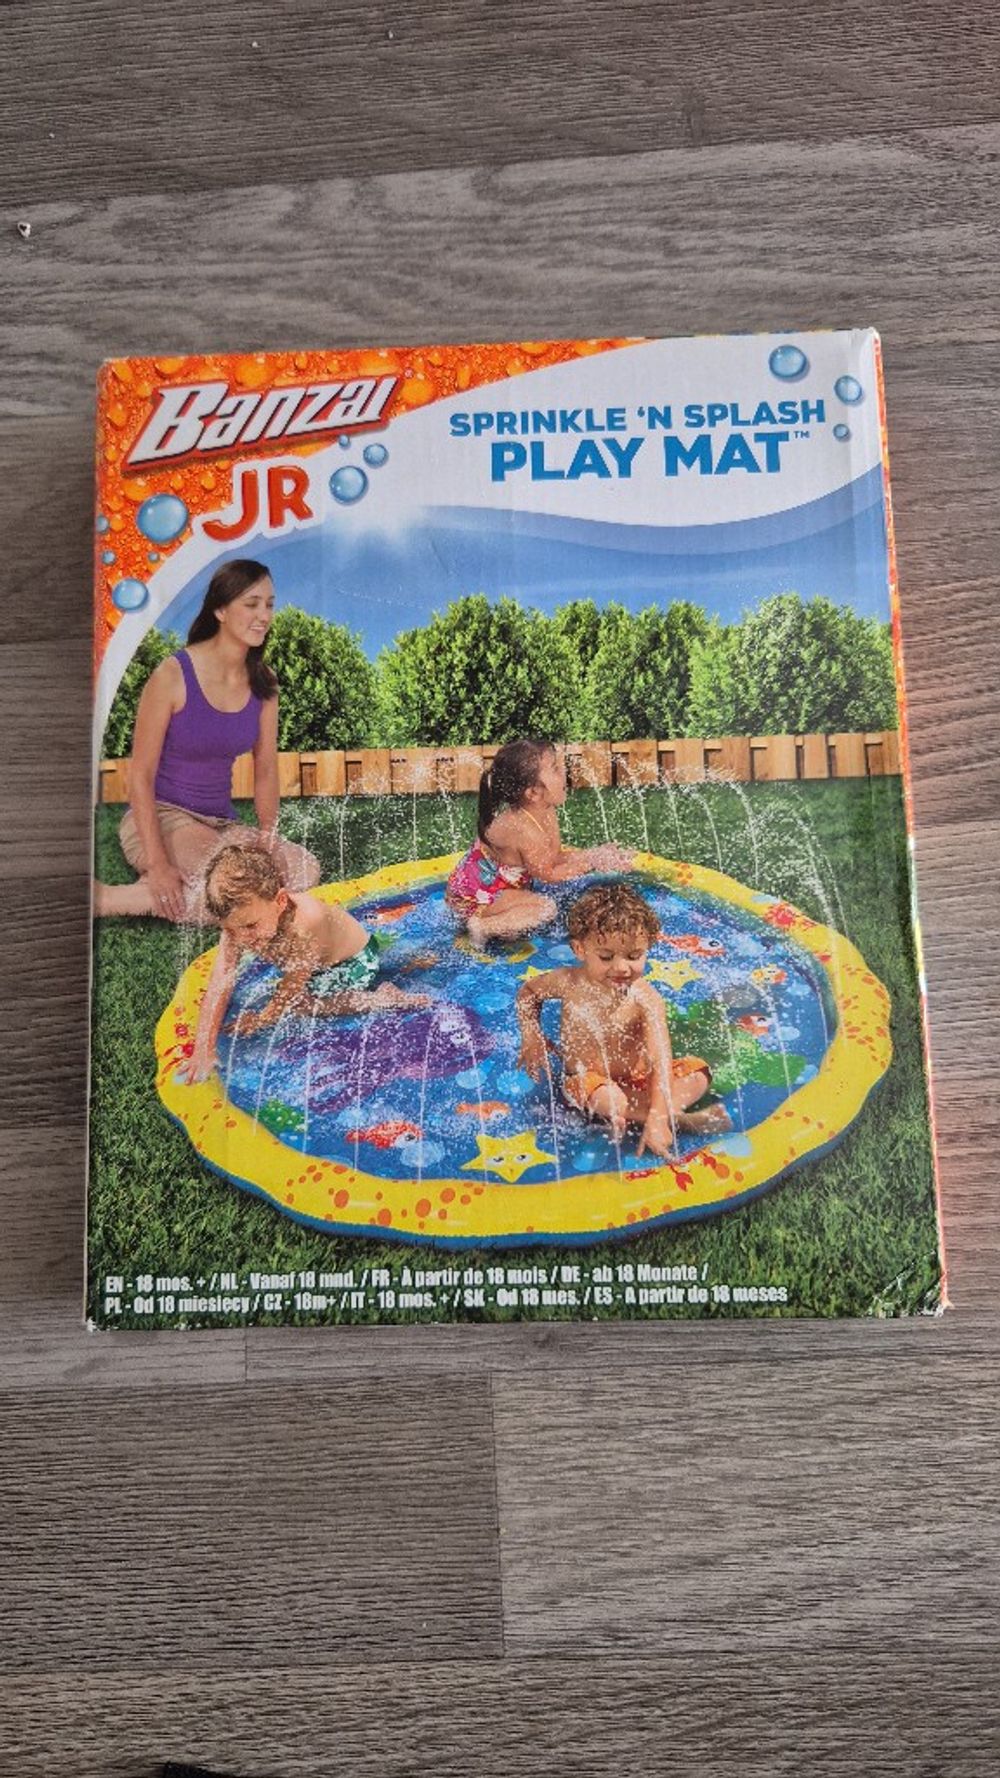 Banzai
JR
SPRINKLE 'N SPLASH
PLAY MAT™
EN - 18 mos. + / NL - Vanaf 18 mnd. / FR - À partir de 18 mois / DE - ab 18 Monate /
PL - Od 18 miesięcy / CZ - 18m+ / IT - 18 mos. + / SK - Od 18 mes. / ES - A partir de 18 meses